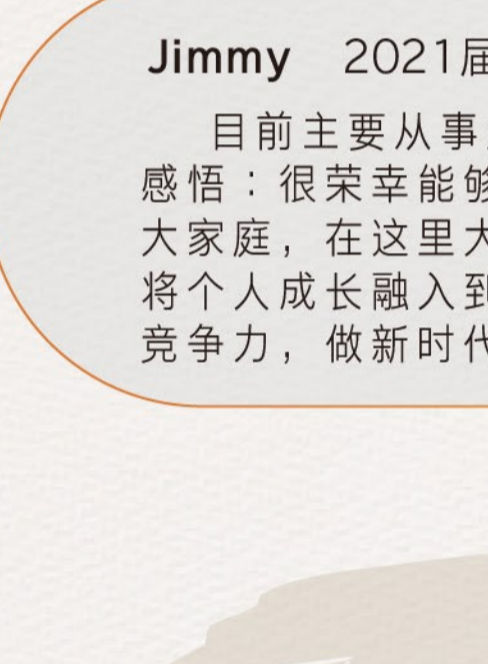 Jimmy 2021届
目前主要从事
感悟：很荣幸能够
大家庭，在这里大
将个人成长融入到
竞争力，做新时代